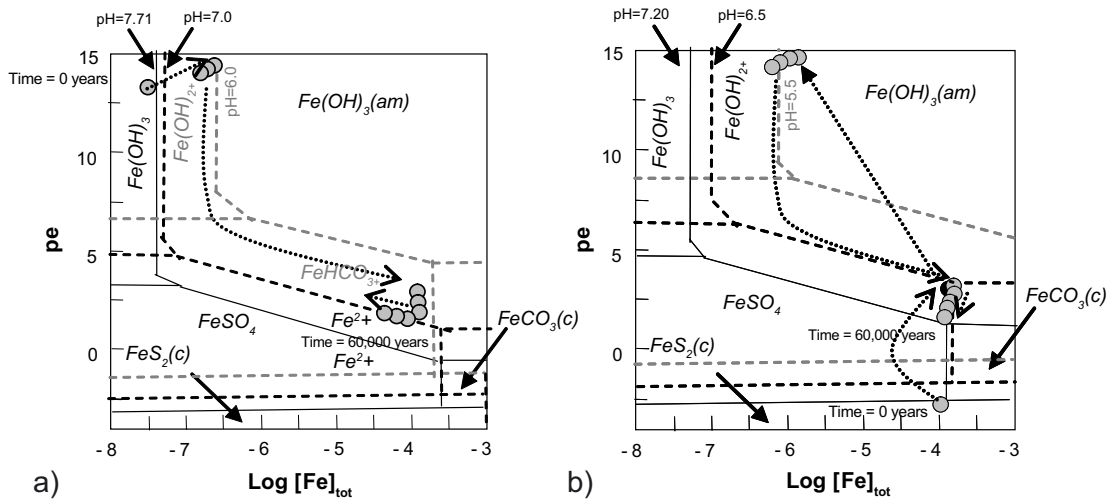 pH=7.71
pH=7.0
15
Time = 0 years
Fe(OH)3
Fe(OH)2+
pH=6.0
Fe(OH)3(am)
10
pe
5
FeHCO3+
FeSO4
Fe2+
FeCO3(c)
Time = 60,000 years
0
FeS2(c)
Fe2+
-8
-7
-6
-5
-4
-3
a)
Log [Fe]tot
pH=7.20
pH=6.5
15
Fe(OH)3
Fe(OH)2+
pH=5.5
Fe(OH)3(am)
10
pe
5
FeSO4
FeCO3(c)
Time = 60,000 years
0
FeS2(c)
Time = 0 years
-8
-7
-6
-5
-4
-3
b)
Log [Fe]tot